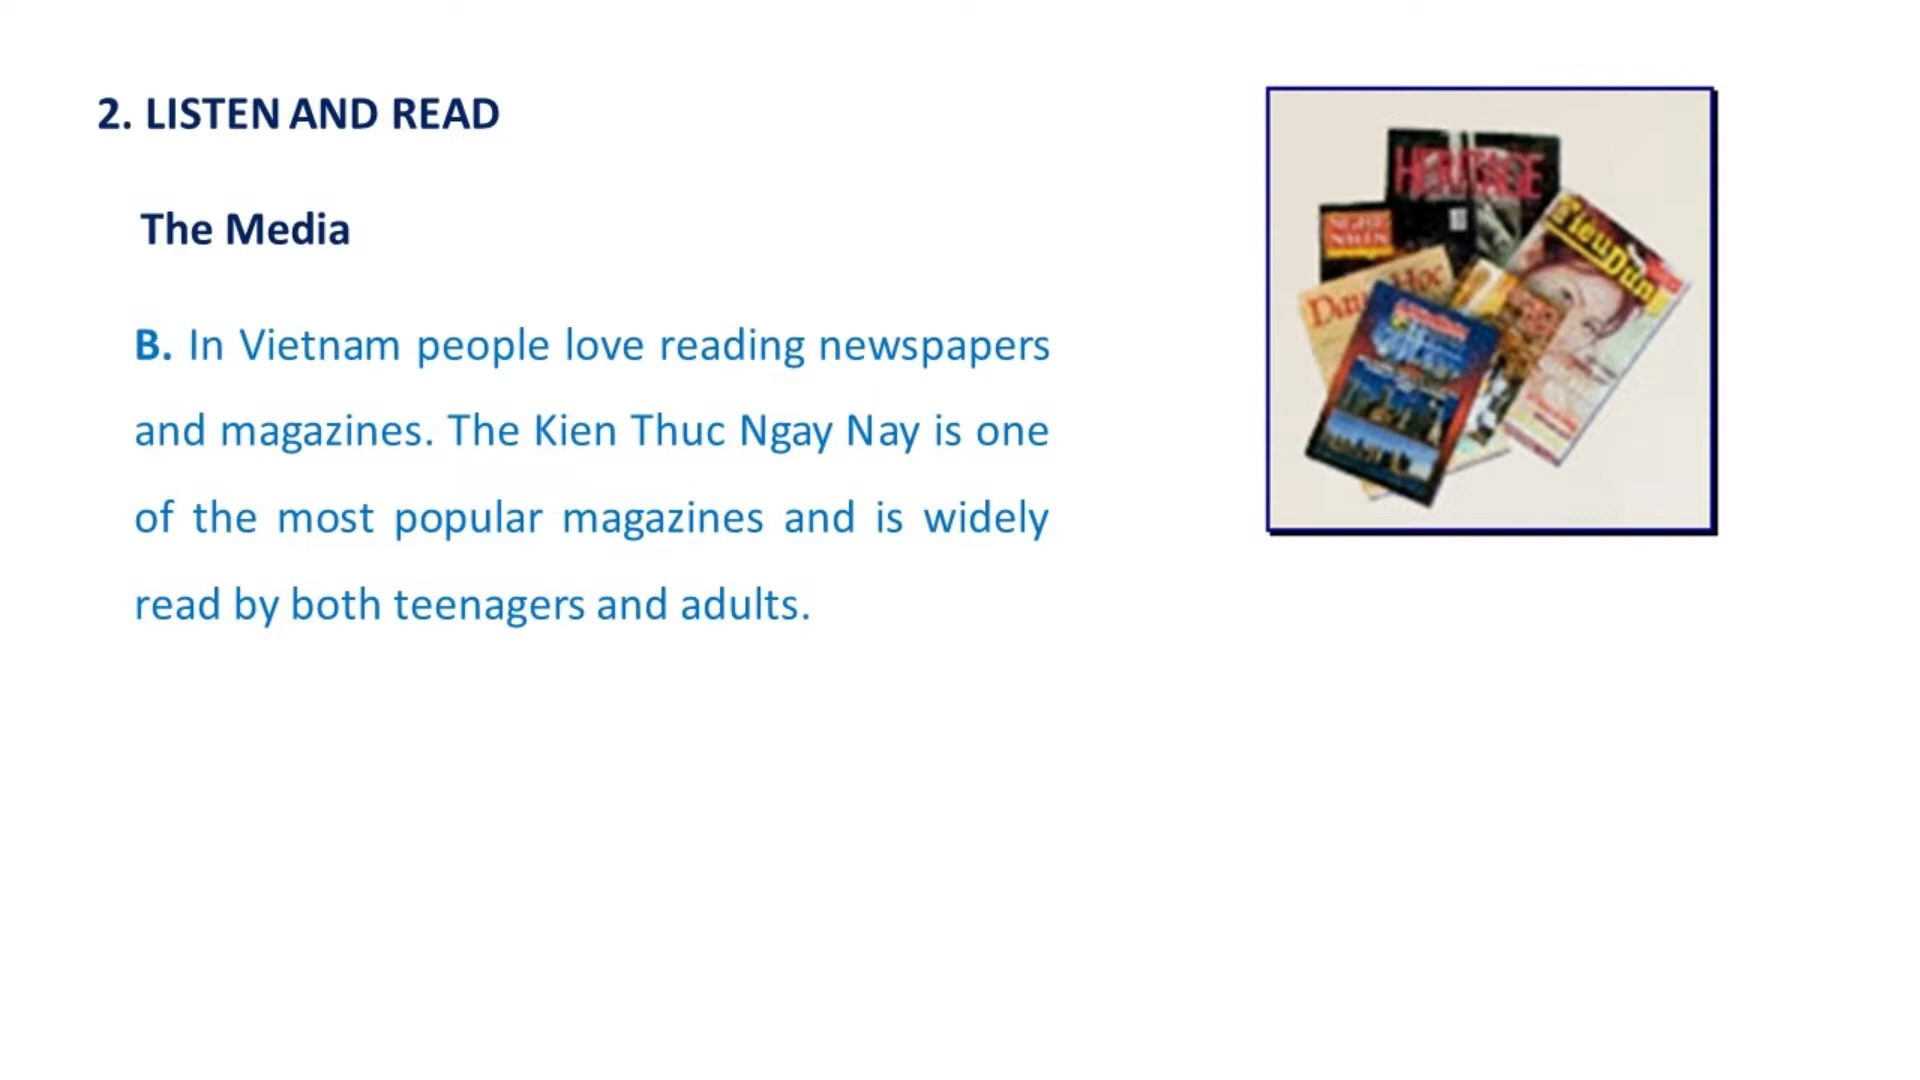 2. LISTEN AND READ
The Media
B. In Vietnam people love reading newspapers
and magazines. The Kien Thuc Ngay Nay is one
of the most popular magazines and is widely
read by both teenagers and adults.
HERITAGE